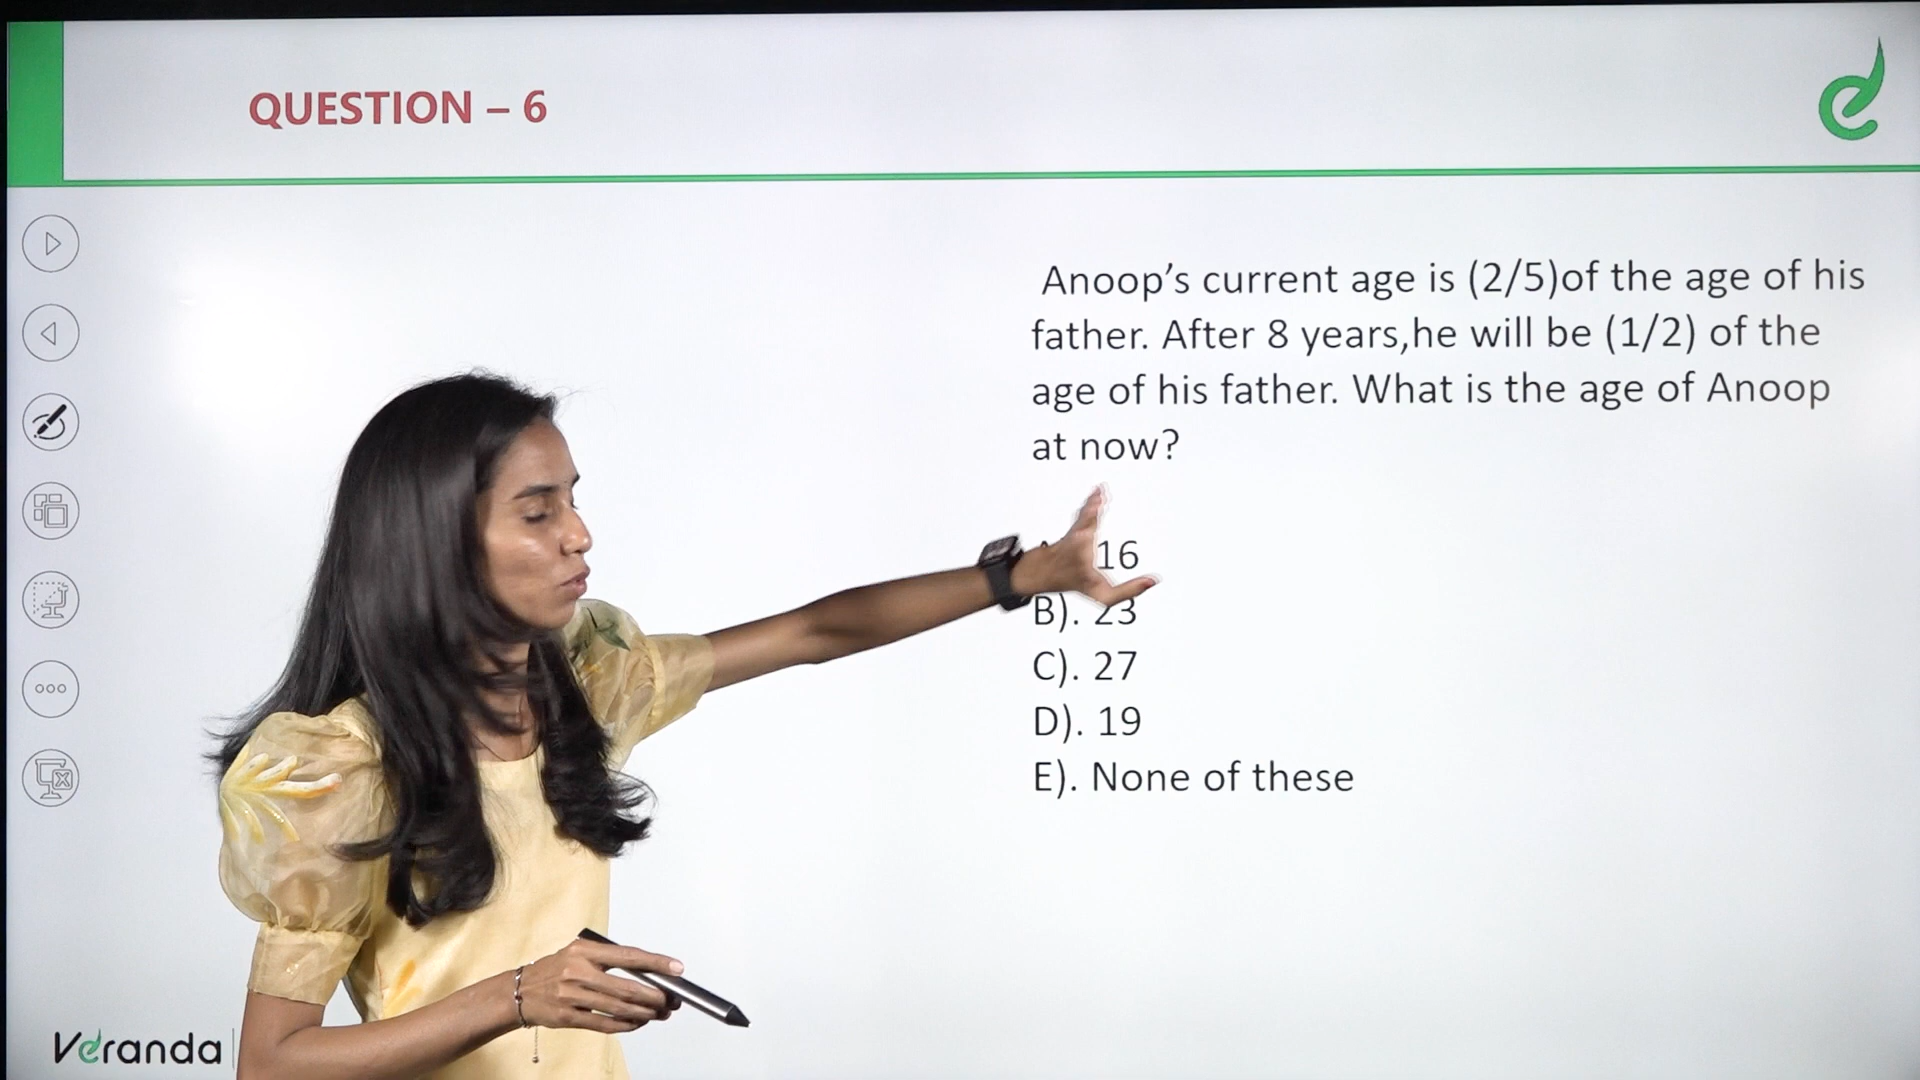 QUESTION – 6
Anoop’s current age is (2/5)of the age of his
father. After 8 years,he will be (1/2) of the
age of his father. What is the age of Anoop
at now?
16
B). 23
C). 27
D). 19
E). None of these
Veranda